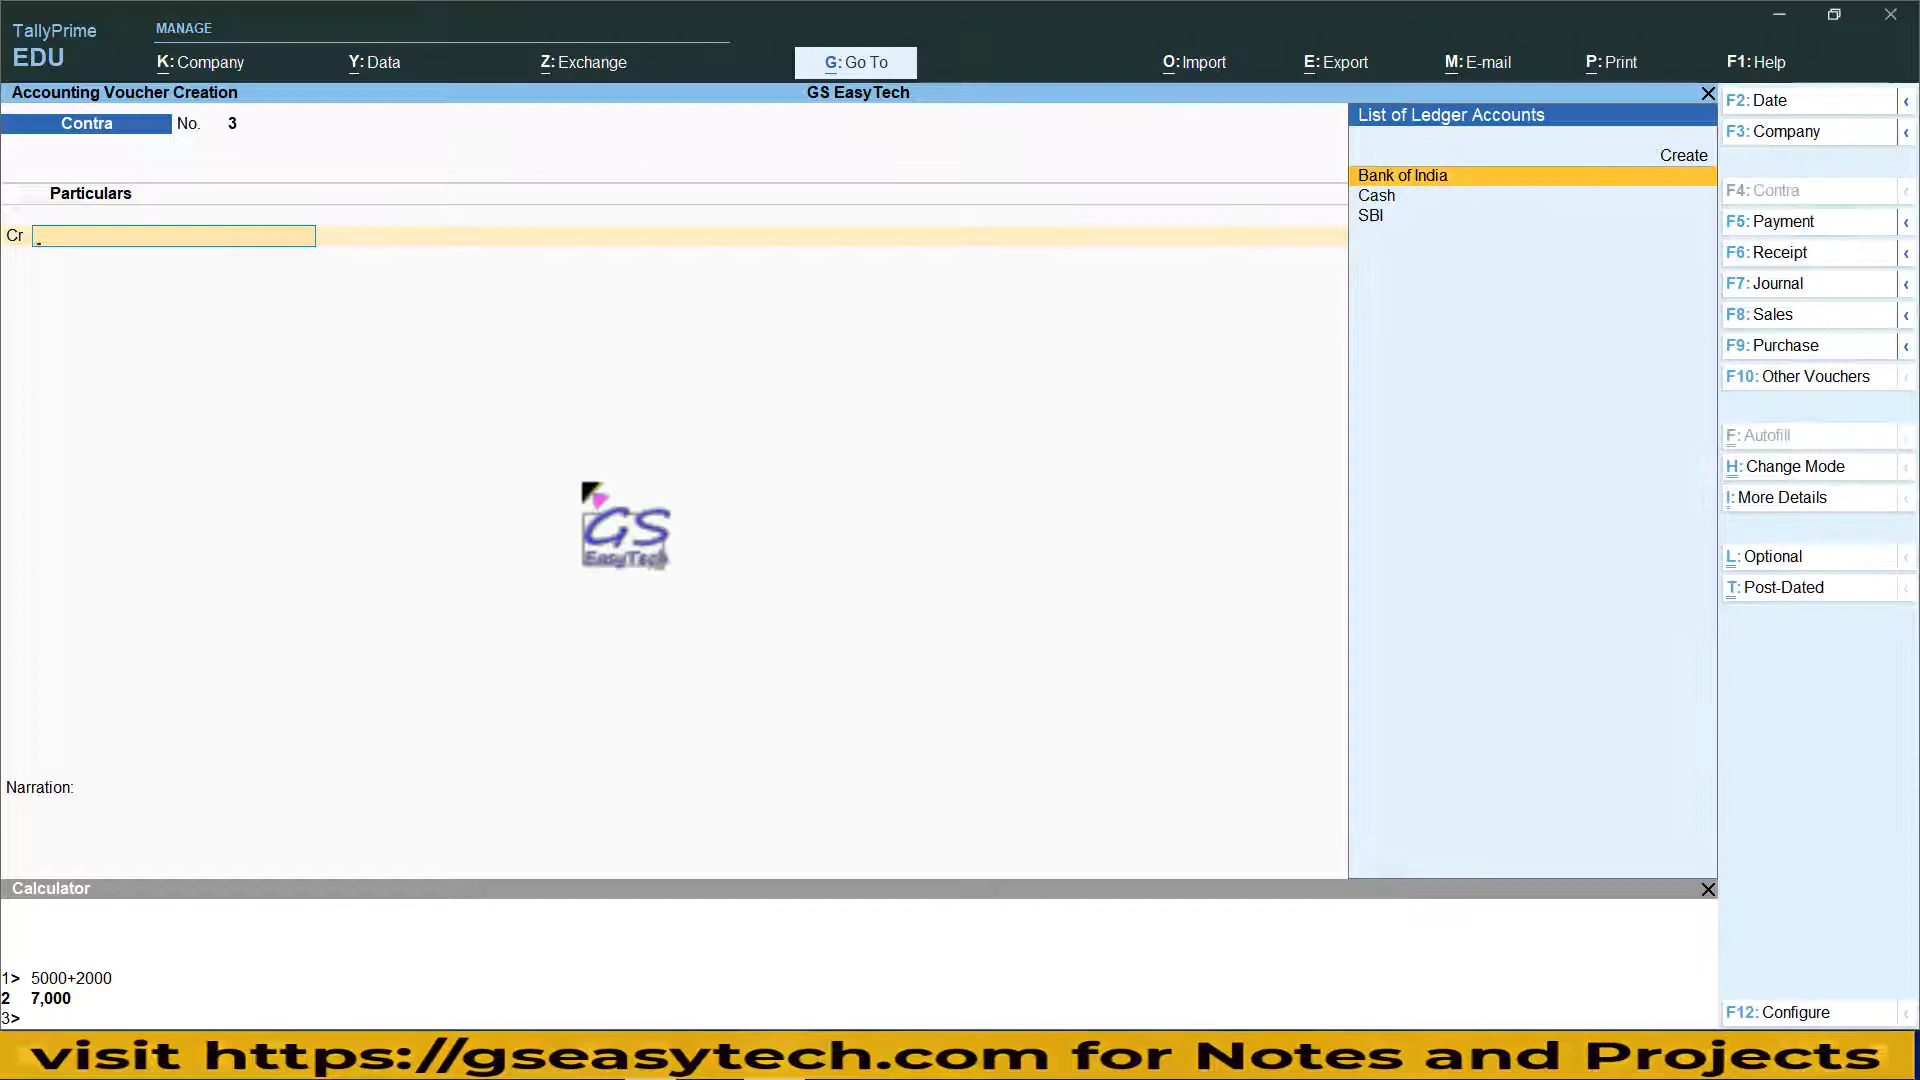 TallyPrime
EDU
MANAGE
K: Company
Y: Data
Z: Exchange
G: Go To
O: Import
E: Export
M: E-mail
P: Print
F1: Help
Accounting Voucher Creation
GS EasyTech
Contra No. 3
Particulars
Cr
Narration:
List of Ledger Accounts
Create
Bank of India
Cash
SBI
F2: Date
F3: Company
F4: Contra
F5: Payment
F6: Receipt
F7: Journal
F8: Sales
F9: Purchase
F10: Other Vouchers
F: Autofill
H: Change Mode
I: More Details
L: Optional
T: Post-Dated
F12: Configure
GS
EasyTech
Calculator
1> 5000+2000
2 7,000
3>
visit https://gseasytech.com for Notes and Projects